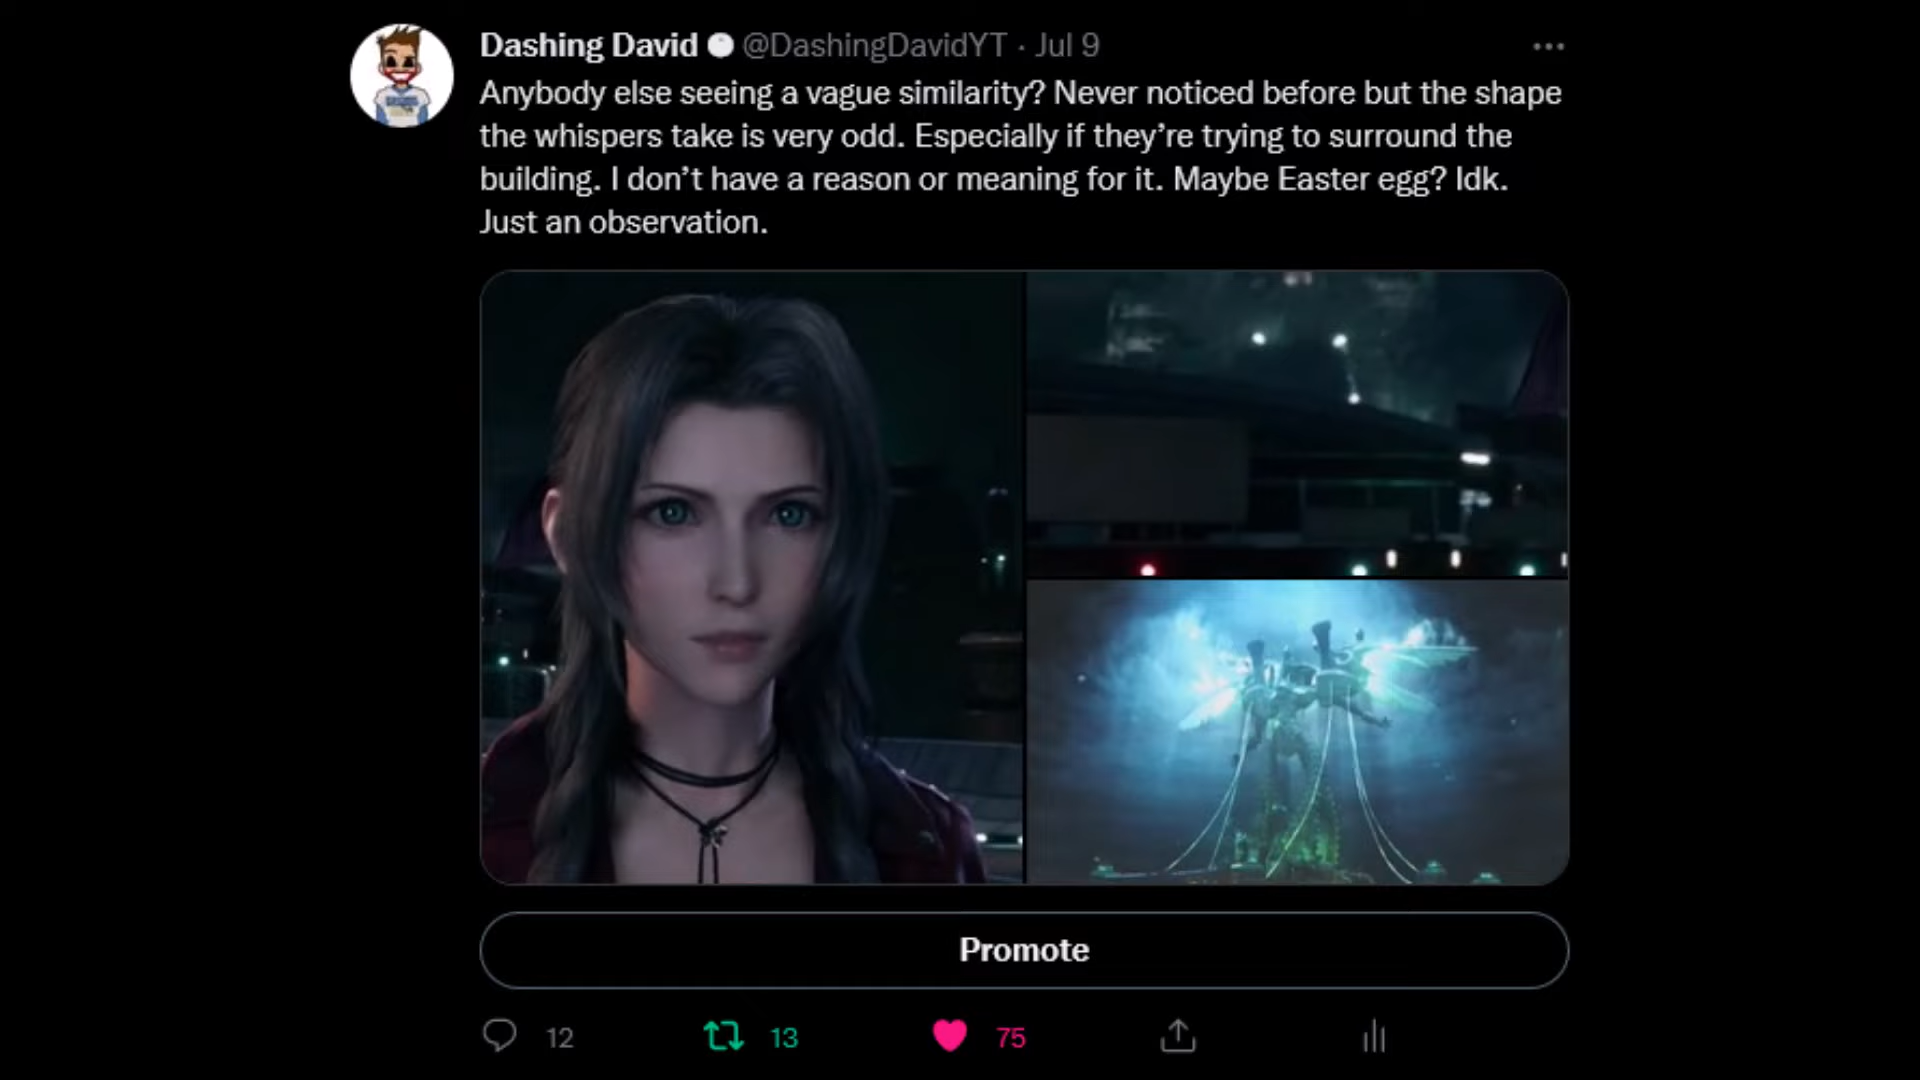 Dashing David @DashingDavidYT · Jul 9
Anybody else seeing a vague similarity? Never noticed before but the shape
the whispers take is very odd. Especially if they’re trying to surround the
building. I don’t have a reason or meaning for it. Maybe Easter egg? Idk.
Just an observation.
Promote
12 13 75